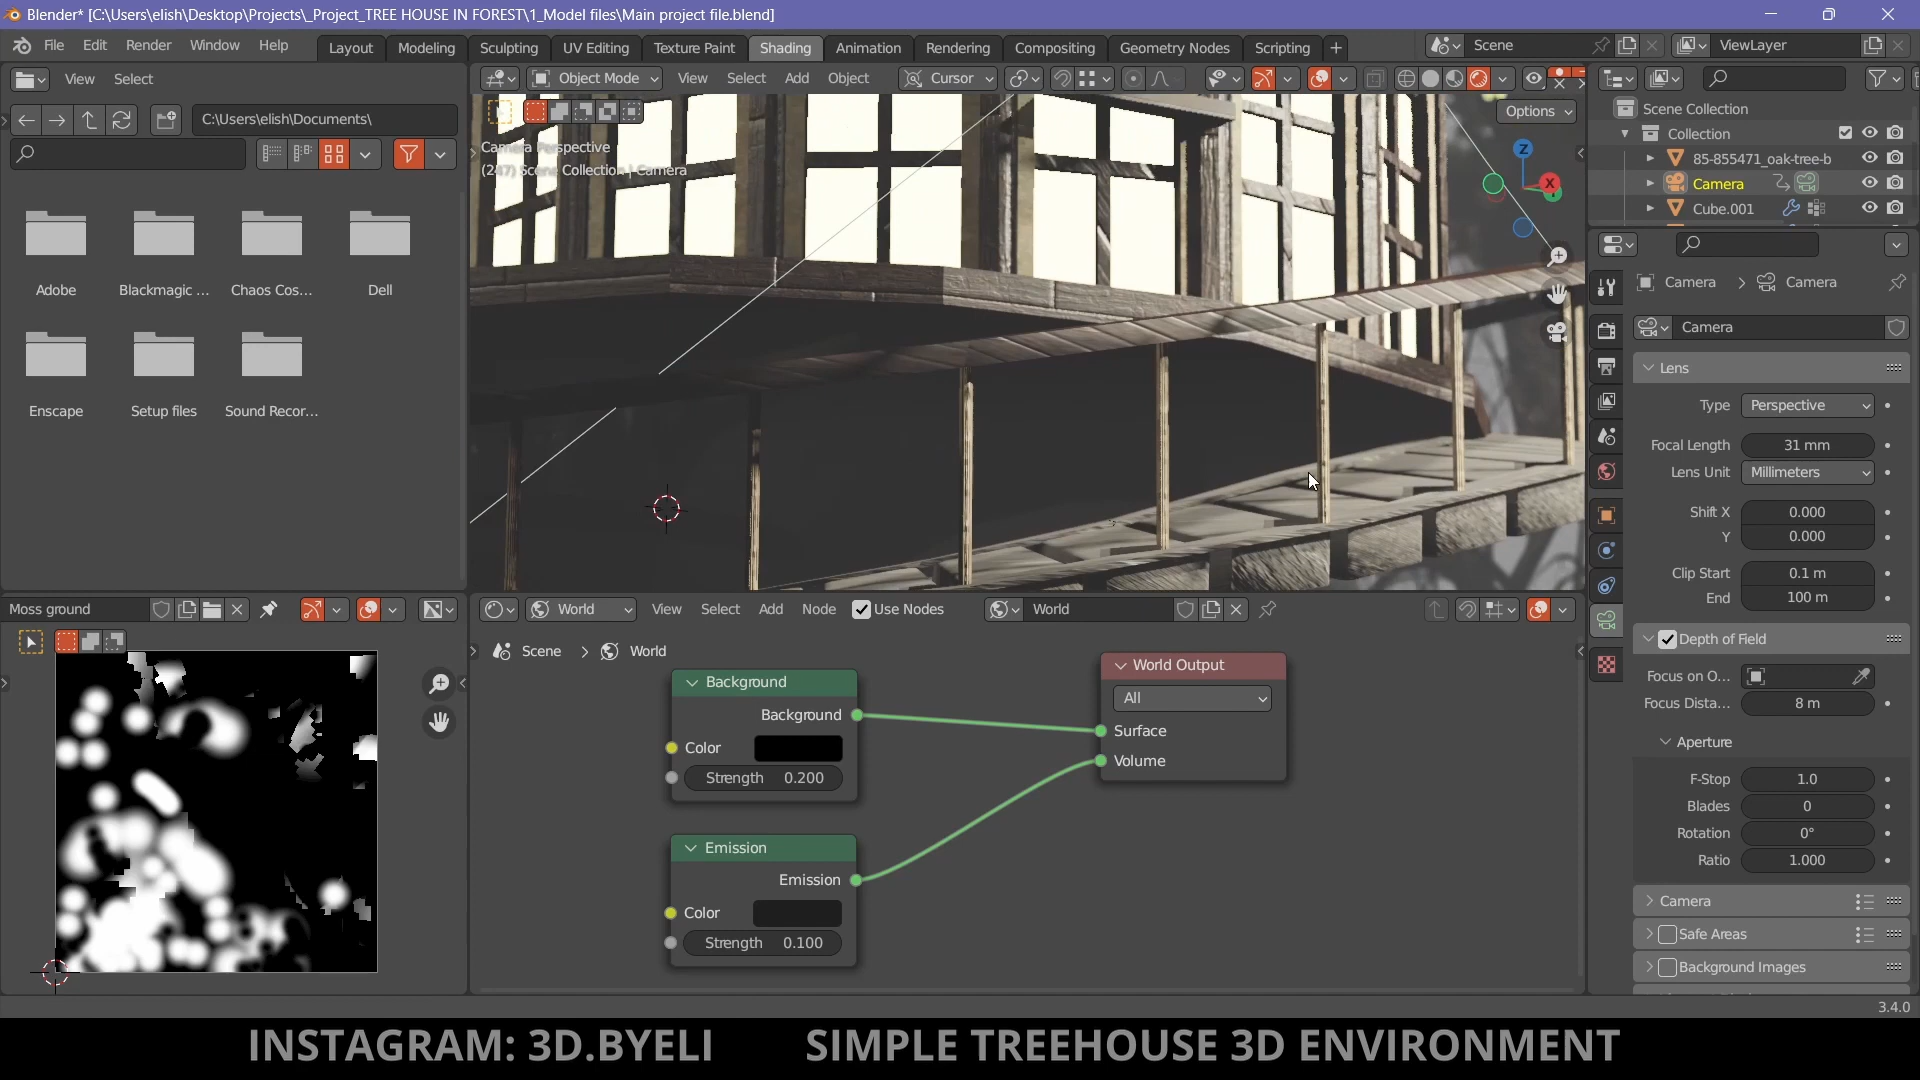 Blender* [C:\Users\elish\Desktop\Projects\_Project_TREE HOUSE IN FOREST\1_Model files\Main project file.blend]
File Edit Render Window Help
Layout Modeling Sculpting UV Editing Texture Paint Shading Animation Rendering Compositing Geometry Nodes Scripting +
Scene
ViewLayer
View Select
Object Mode View Select Add Object
Cursor
C:\Users\elish\Documents\
Options
Camera Perspective
(247) Scene Collection | Camera
Z
X
Adobe
Blackmagic ...
Chaos Cos...
Dell
Enscape
Setup files
Sound Recor...
Scene Collection
Collection
85-855471_oak-tree-b
Camera
Cube.001
Camera > Camera
Camera
Lens
Type Perspective
Focal Length 31 mm
Lens Unit Millimeters
Shift X 0.000
Y 0.000
Clip Start 0.1 m
End 100 m
Depth of Field
Focus on O...
Focus Dista... 8 m
Aperture
F-Stop 1.0
Blades 0
Rotation 0°
Ratio 1.000
Camera
Safe Areas
Background Images
Moss ground
World View Select Add Node Use Nodes World
Scene > World
Background
Background
Color
Strength 0.200
Emission
Emission
Color
Strength 0.100
World Output
All
Surface
Volume
3.4.0
INSTAGRAM: 3D.BYELI SIMPLE TREEHOUSE 3D ENVIRONMENT